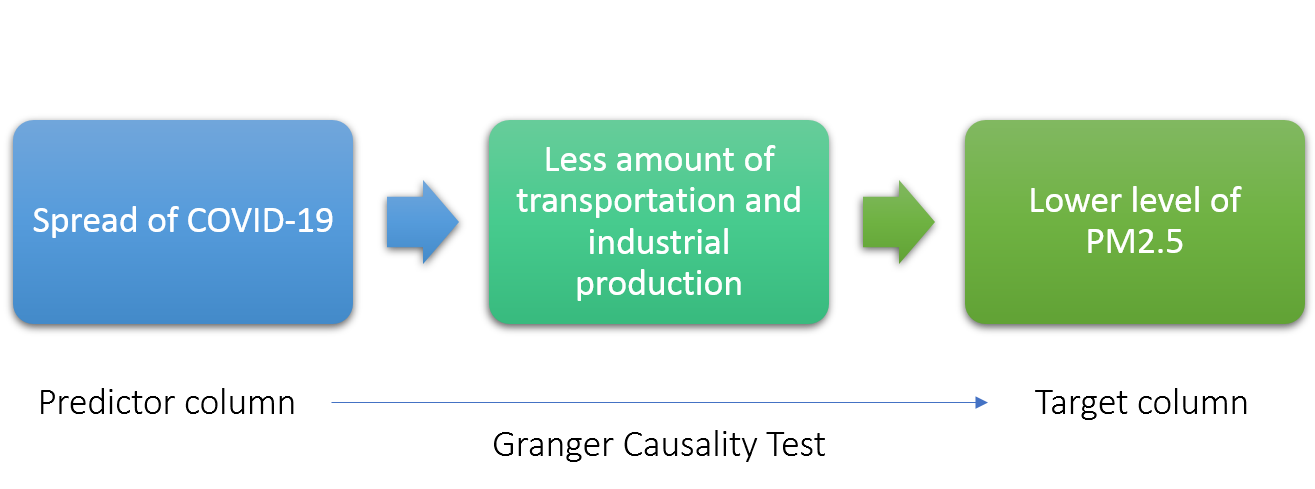 Spread of COVID-19
Less amount of
transportation and
industrial
production
Lower level of
PM2.5
Predictor column
Target column
Granger Causality Test